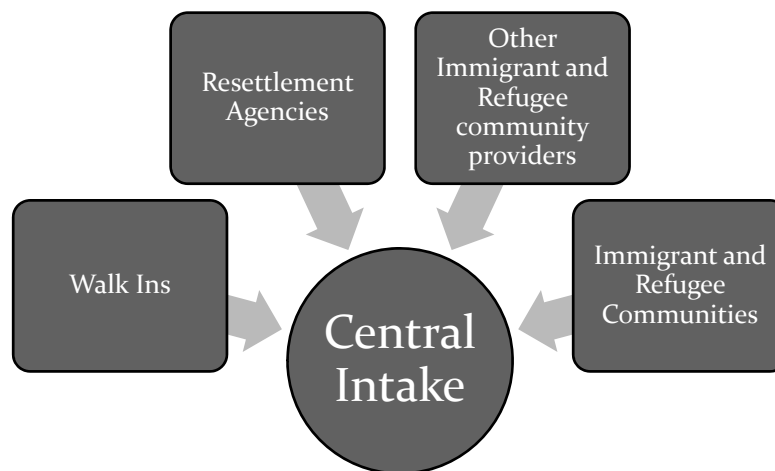 Other
Immigrant and
Refugee
community
providers
Resettlement
Agencies
Walk Ins
Immigrant and
Refugee
Communities
Central
Intake